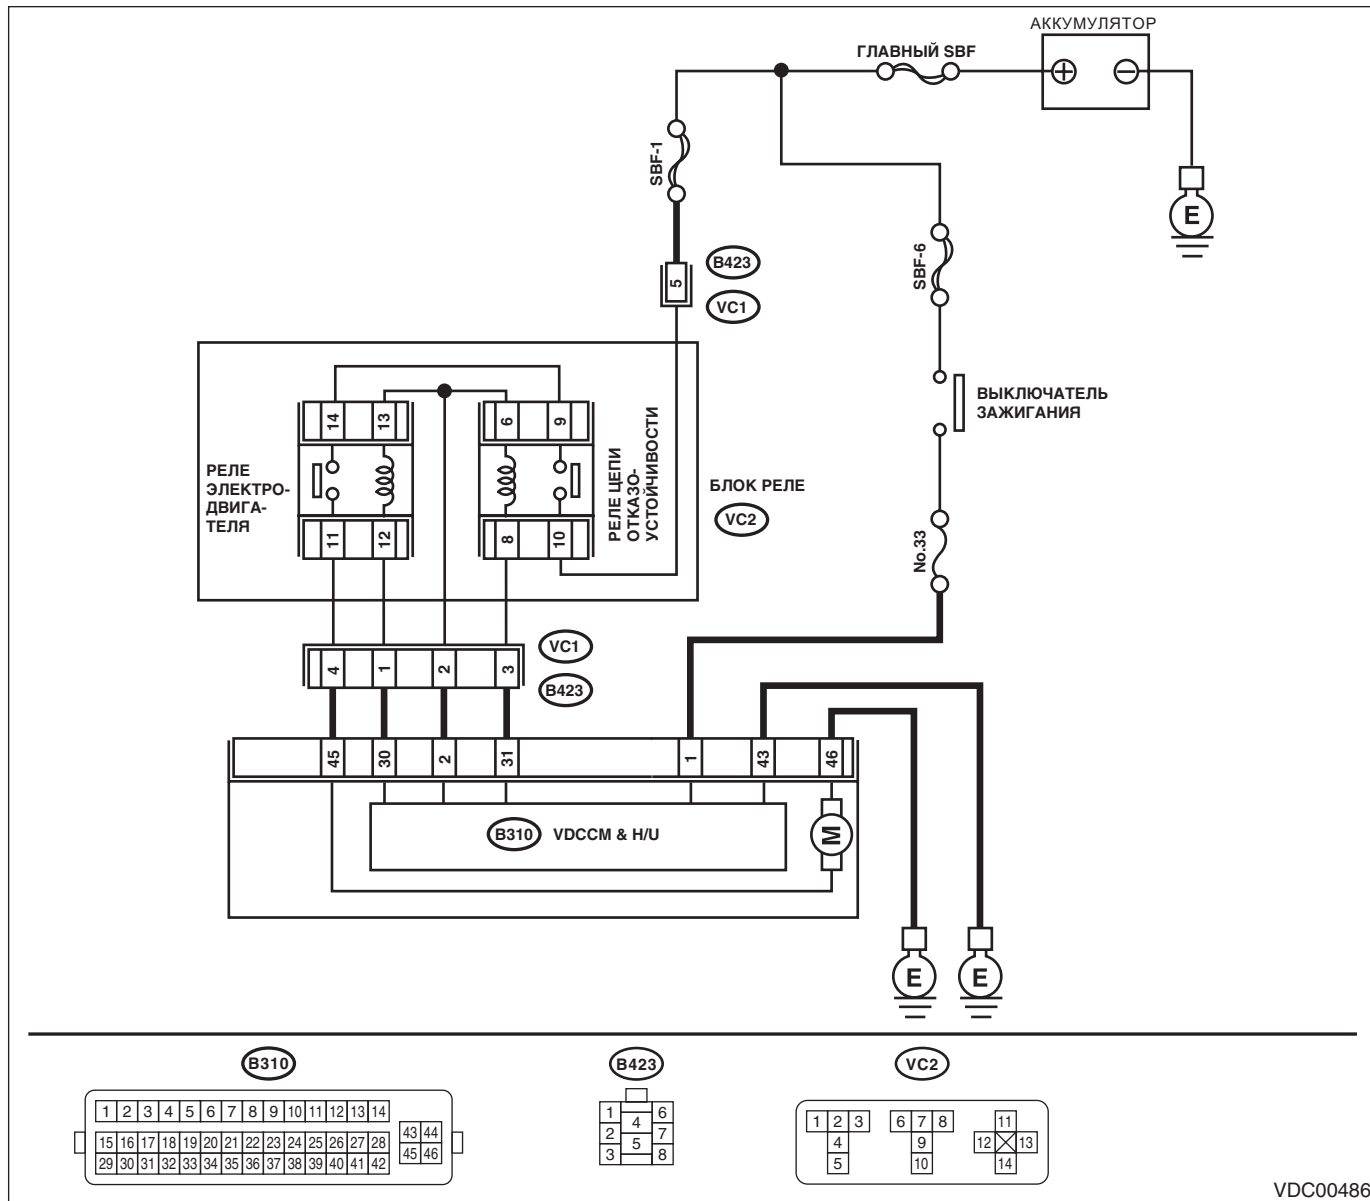 АККУМУЛЯТОР
ГЛАВНЫЙ SBF
SBF-1
E
B423
5
VC1
SBF-6
ВЫКЛЮЧАТЕЛЬ
ЗАЖИГАНИЯ
14 13 6 9
РЕЛЕ
ЭЛЕКТРО-
ДВИГА-
ТЕЛЯ
РЕЛЕ ЦЕПИ
ОТКАЗО-
УСТОЙЧИВОСТИ
БЛОК РЕЛЕ
VC2
11 12 8 10
No.33
VC1
4 1 2 3
B423
45 30 2 31 1 43 46
B310 VDCCM & H/U
M
E E
B310
1 2 3 4 5 6 7 8 9 10 11 12 13 14
43 44
15 16 17 18 19 20 21 22 23 24 25 26 27 28
45 46
29 30 31 32 33 34 35 36 37 38 39 40 41 42
B423
1 4 6
2 5 7
3 8
VC2
1 2 3 6 7 8 11
4 9 12 13
5 10 14
VDC00486